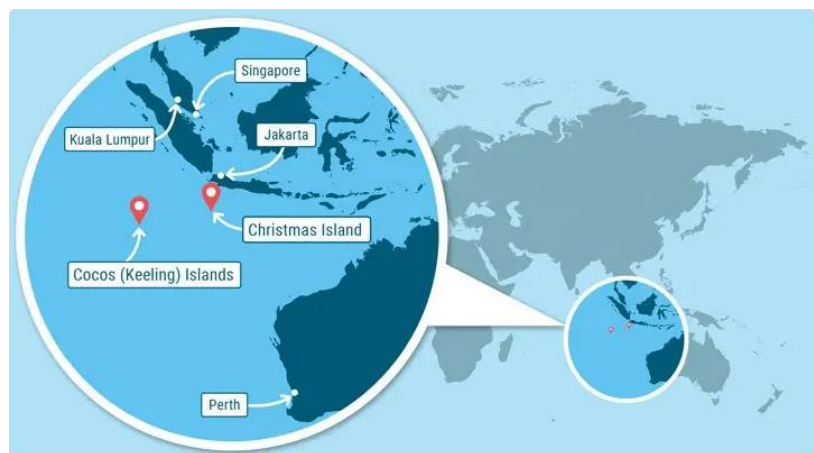 Singapore
Kuala Lumpur
Jakarta
Christmas Island
Cocos (Keeling) Islands
Perth